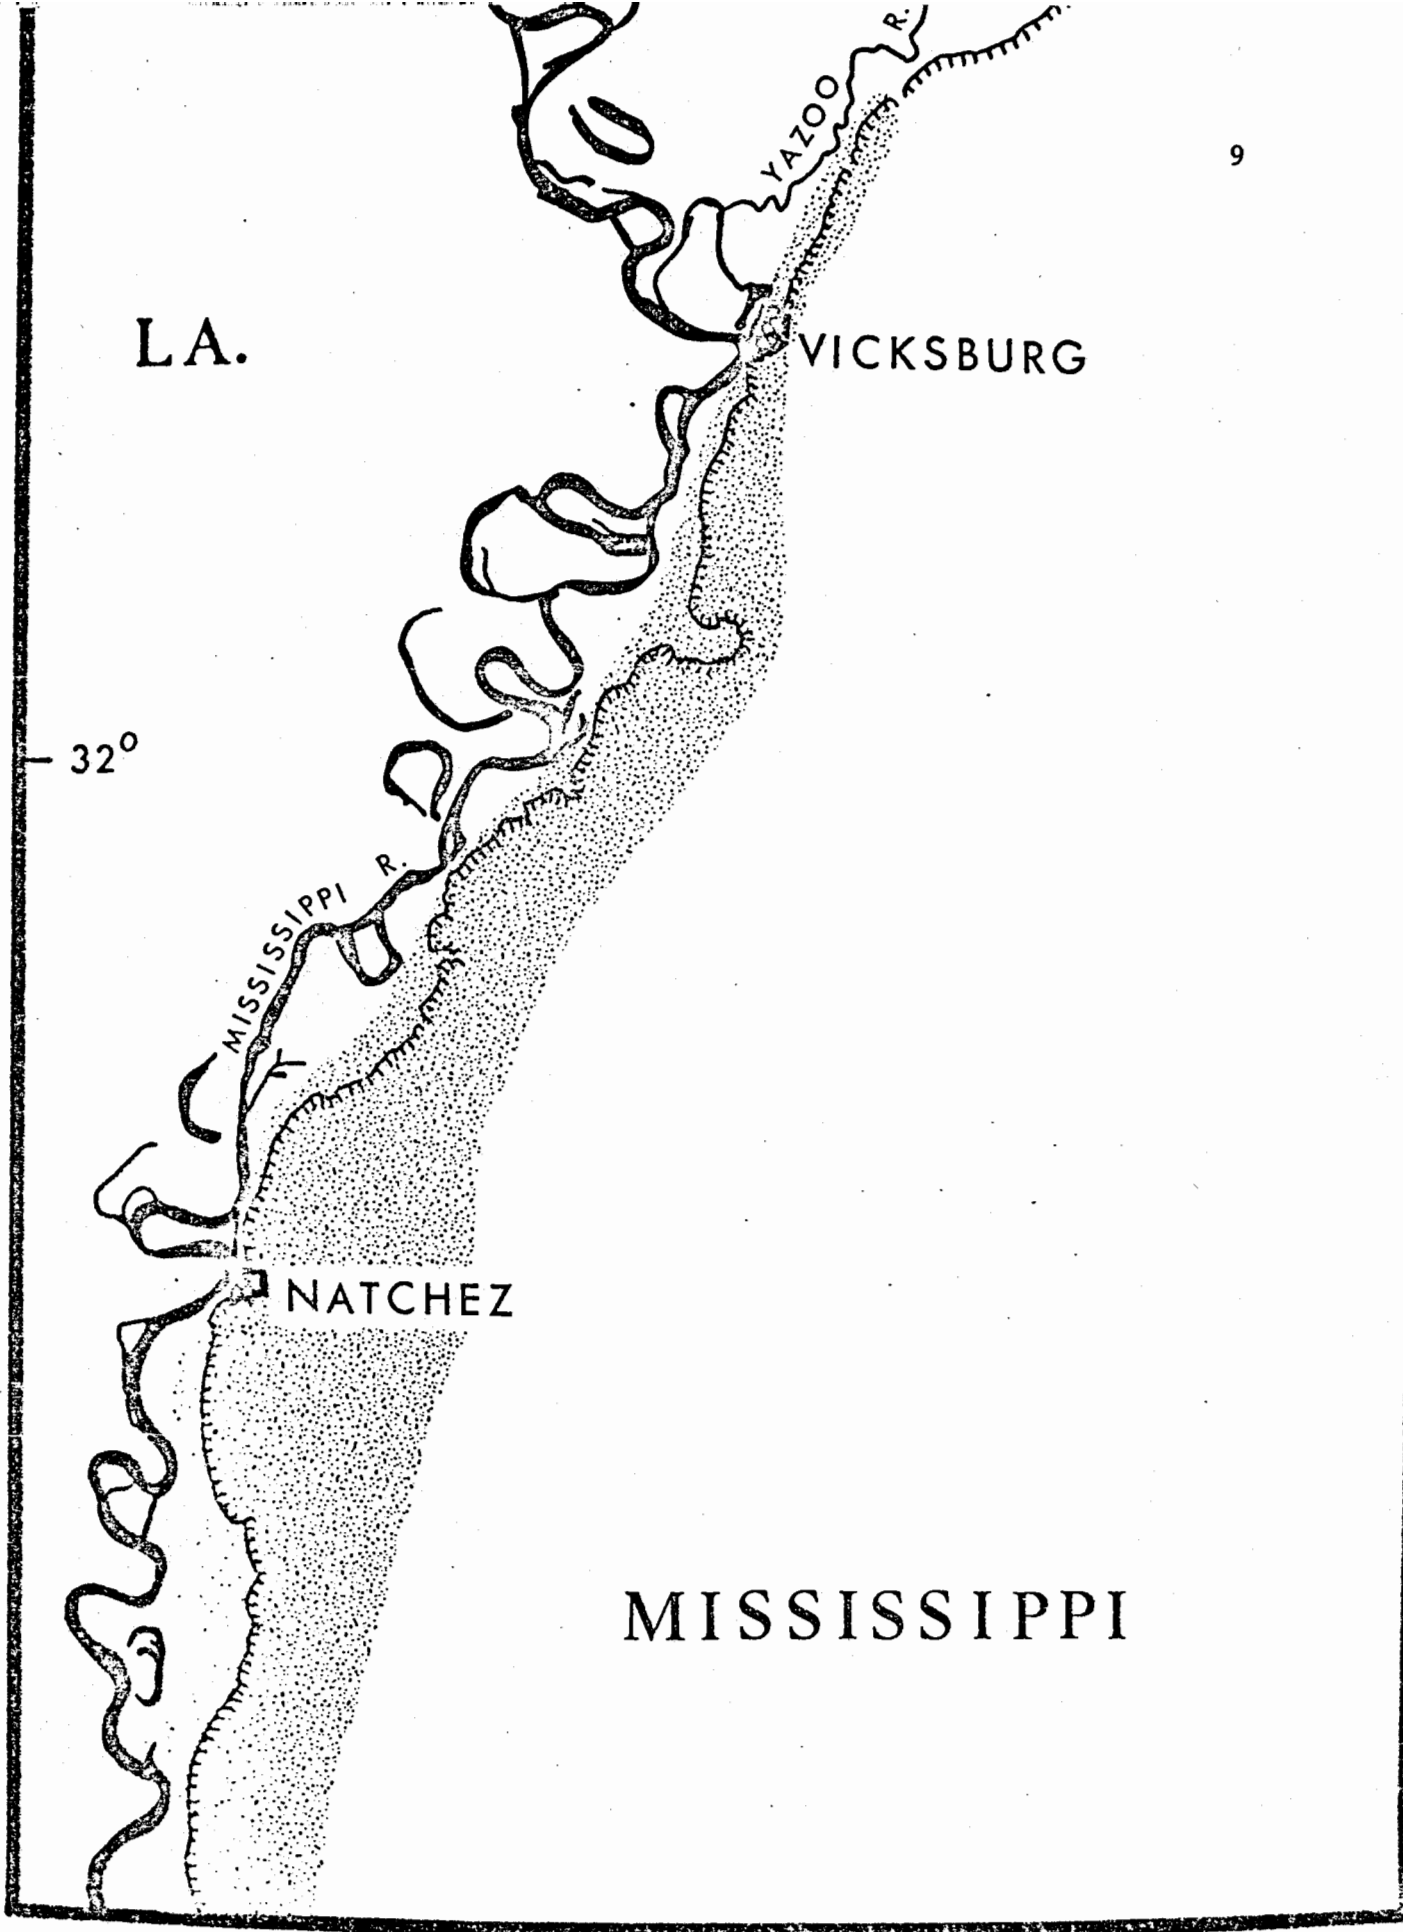 YAZOO R.
9
LA.
VICKSBURG
32°
MISSISSIPPI R.
NATCHEZ
MISSISSIPPI